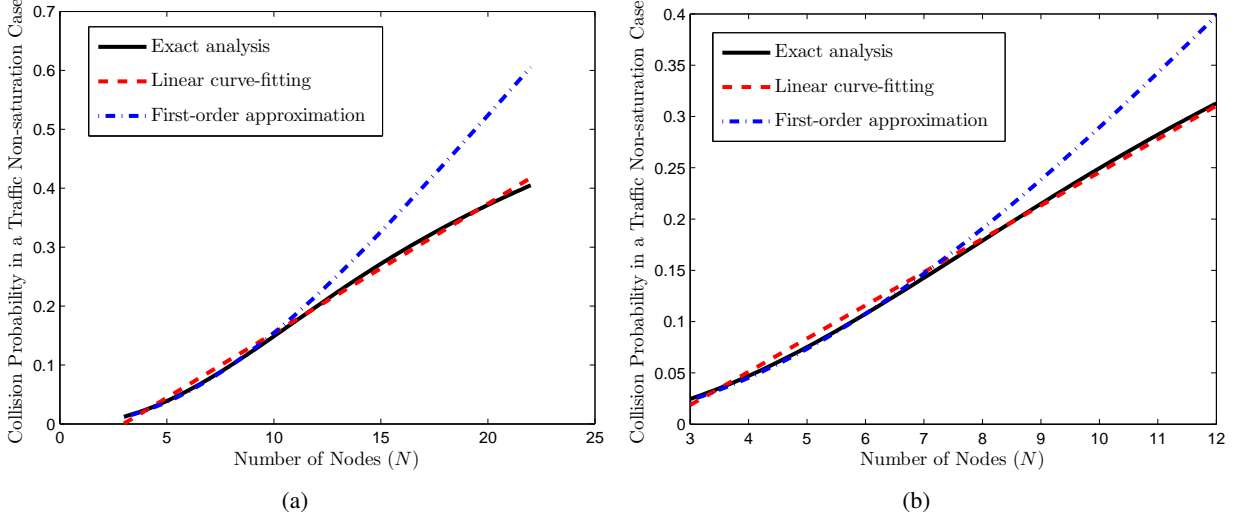 Collision Probability in a Traffic Non-saturation Case
0.7
0.6
0.5
0.4
0.3
0.2
0.1
0
Exact analysis
Linear curve-fitting
First-order approximation
0 5 10 15 20 25
Number of Nodes (N)
(a)
Collision Probability in a Traffic Non-saturation Case
0.4
0.35
0.3
0.25
0.2
0.15
0.1
0.05
0
Exact analysis
Linear curve-fitting
First-order approximation
3 4 5 6 7 8 9 10 11 12
Number of Nodes (N)
(b)